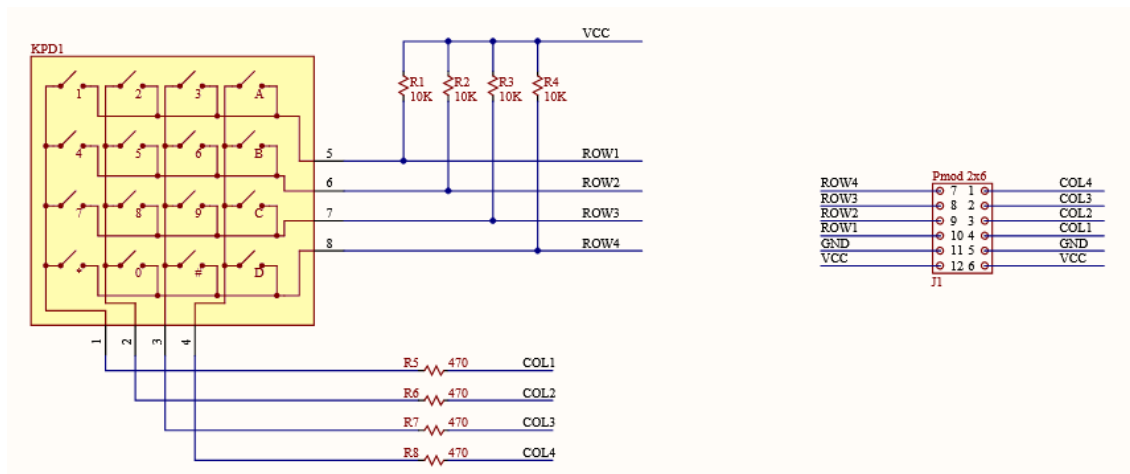 VCC
KPD1
R1 R2 R3 R4
10K 10K 10K 10K
1 2 3 A
4 5 6 B
7 8 9 C
* 0 # D
5 ROW1
6 ROW2
7 ROW3
8 ROW4
1 2 3 4
R5 470 COL1
R6 470 COL2
R7 470 COL3
R8 470 COL4
Pmod 2x6
ROW4 7 1 COL4
ROW3 8 2 COL3
ROW2 9 3 COL2
ROW1 10 4 COL1
GND 11 5 GND
VCC 12 6 VCC
J1